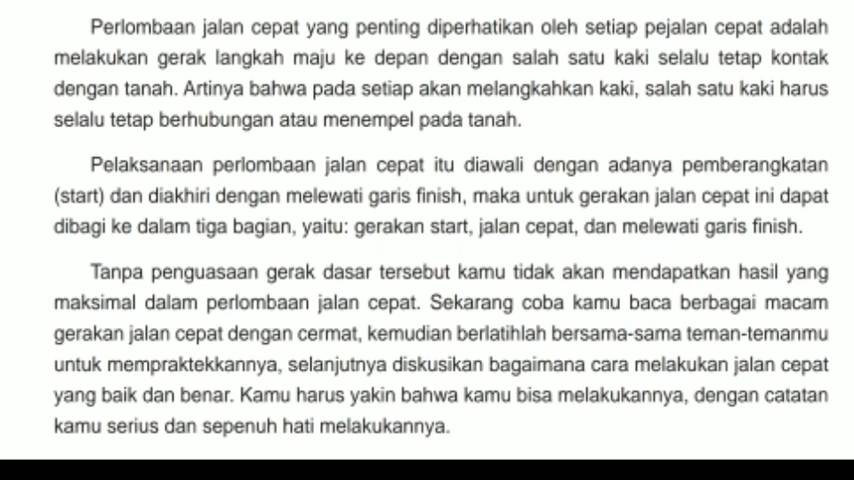 Perlombaan jalan cepat yang penting diperhatikan oleh setiap pejalan cepat adalah
melakukan gerak langkah maju ke depan dengan salah satu kaki selalu tetap kontak
dengan tanah. Artinya bahwa pada setiap akan melangkahkan kaki, salah satu kaki harus
selalu tetap berhubungan atau menempel pada tanah.
Pelaksanaan perlombaan jalan cepat itu diawali dengan adanya pemberangkatan
(start) dan diakhiri dengan melewati garis finish, maka untuk gerakan jalan cepat ini dapat
dibagi ke dalam tiga bagian, yaitu: gerakan start, jalan cepat, dan melewati garis finish.
Tanpa penguasaan gerak dasar tersebut kamu tidak akan mendapatkan hasil yang
maksimal dalam perlombaan jalan cepat. Sekarang coba kamu baca berbagai macam
gerakan jalan cepat dengan cermat, kemudian berlatihlah bersama-sama teman-temanmu
untuk mempraktekkannya, selanjutnya diskusikan bagaimana cara melakukan jalan cepat
yang baik dan benar. Kamu harus yakin bahwa kamu bisa melakukannya, dengan catatan
kamu serius dan sepenuh hati melakukannya.